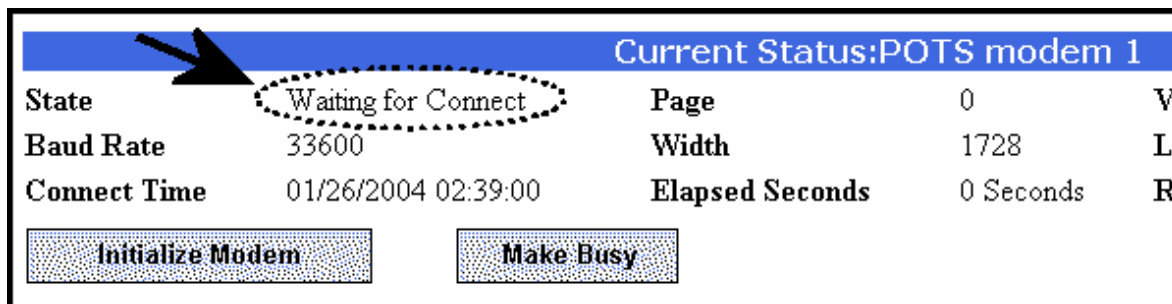 Current Status:POTS modem 1
State Waiting for Connect Page 0 V
Baud Rate 33600 Width 1728 L
Connect Time 01/26/2004 02:39:00 Elapsed Seconds 0 Seconds R
Initialize Modem Make Busy